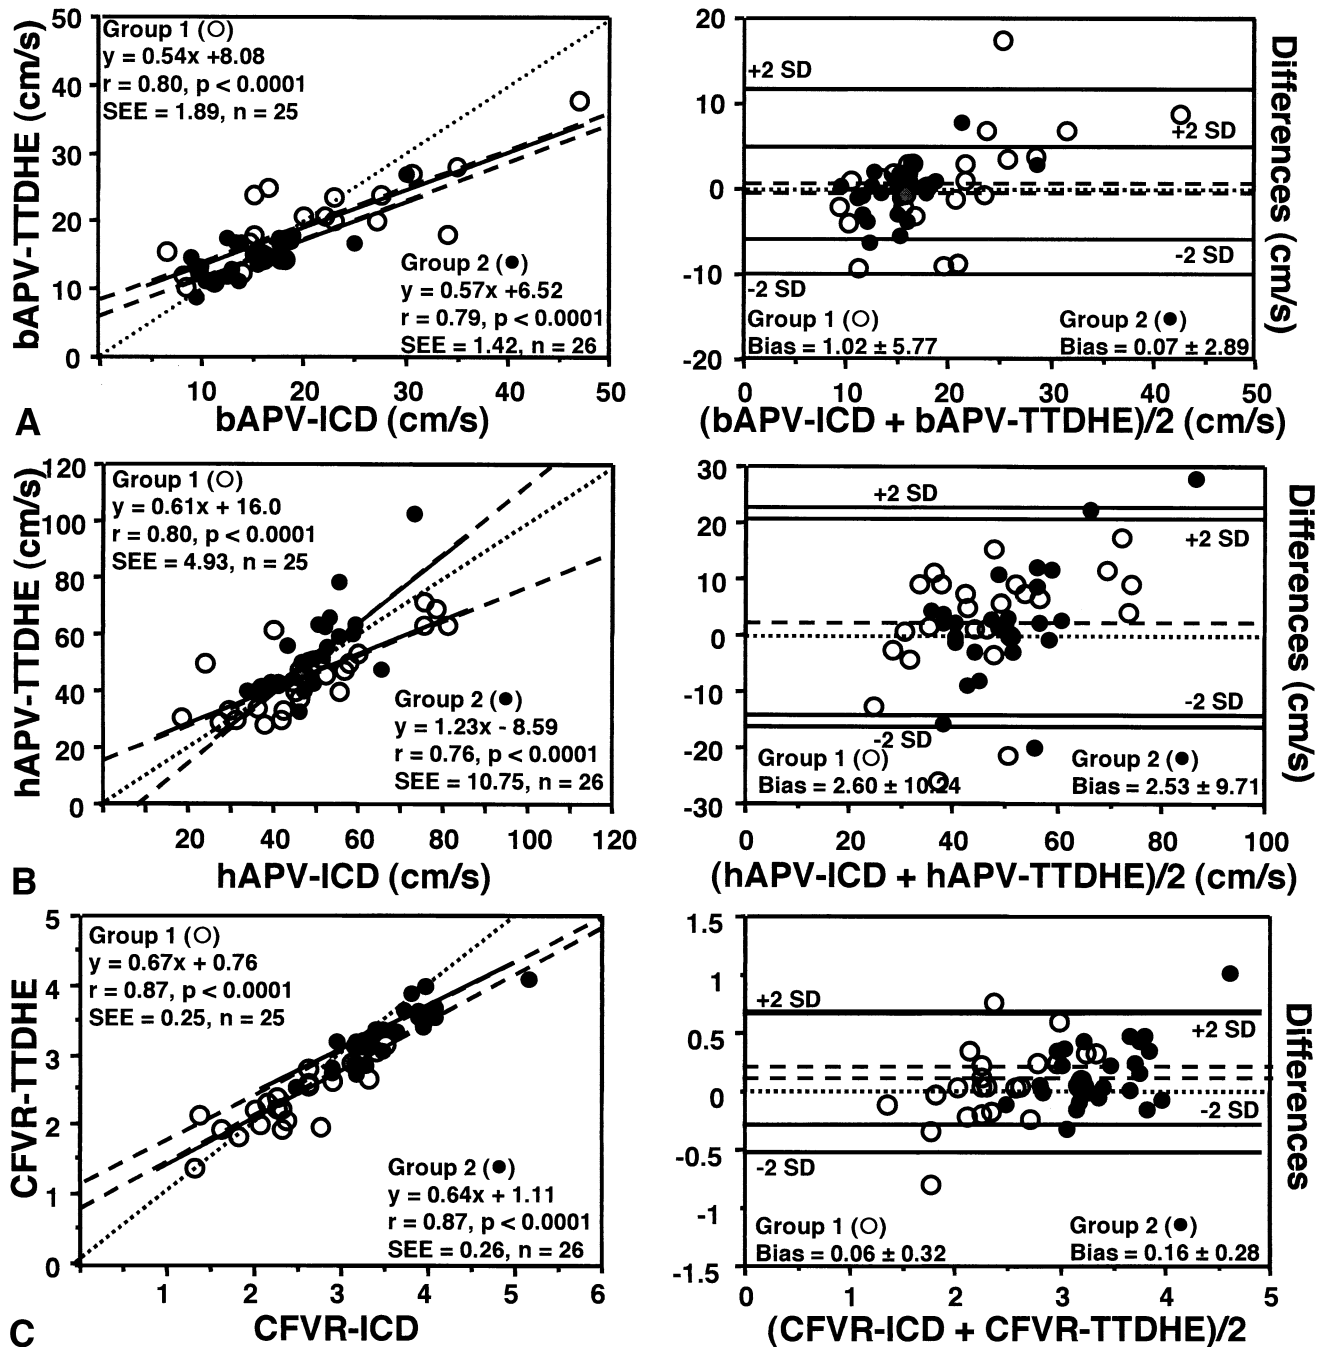 50
40
30
20
10
0
bAPV-TTDHE (cm/s)
Group 1 (○)
y = 0.54x +8.08
r = 0.80, p < 0.0001
SEE = 1.89, n = 25
Group 2 (●)
y = 0.57x +6.52
r = 0.79, p < 0.0001
SEE = 1.42, n = 26
10 20 30 40 50
bAPV-ICD (cm/s)
A
20
10
0
-10
-20
+2 SD
+2 SD
-2 SD
-2 SD
Group 1 (○)
Bias = 1.02 ± 5.77
Group 2 (●)
Bias = 0.07 ± 2.89
0 10 20 30 40 50
(bAPV-ICD + bAPV-TTDHE)/2 (cm/s)
Differences (cm/s)
120
100
80
60
40
20
0
hAPV-TTDHE (cm/s)
Group 1 (○)
y = 0.61x + 16.0
r = 0.80, p < 0.0001
SEE = 4.93, n = 25
Group 2 (●)
y = 1.23x - 8.59
r = 0.76, p < 0.0001
SEE = 10.75, n = 26
20 40 60 80 100 120
hAPV-ICD (cm/s)
B
30
20
10
0
-10
-20
-30
+2 SD
+2 SD
-2 SD
-2 SD
Group 1 (○)
Bias = 2.60 ± 10.24
Group 2 (●)
Bias = 2.53 ± 9.71
0 20 40 60 80 100
(hAPV-ICD + hAPV-TTDHE)/2 (cm/s)
Differences (cm/s)
5
4
3
2
1
0
CFVR-TTDHE
Group 1 (○)
y = 0.67x + 0.76
r = 0.87, p < 0.0001
SEE = 0.25, n = 25
Group 2 (●)
y = 0.64x + 1.11
r = 0.87, p < 0.0001
SEE = 0.26, n = 26
1 2 3 4 5 6
CFVR-ICD
C
1.5
1
0.5
0
-0.5
-1
-1.5
+2 SD
+2 SD
-2 SD
-2 SD
Group 1 (○)
Bias = 0.06 ± 0.32
Group 2 (●)
Bias = 0.16 ± 0.28
0 1 2 3 4 5
(CFVR-ICD + CFVR-TTDHE)/2
Differences